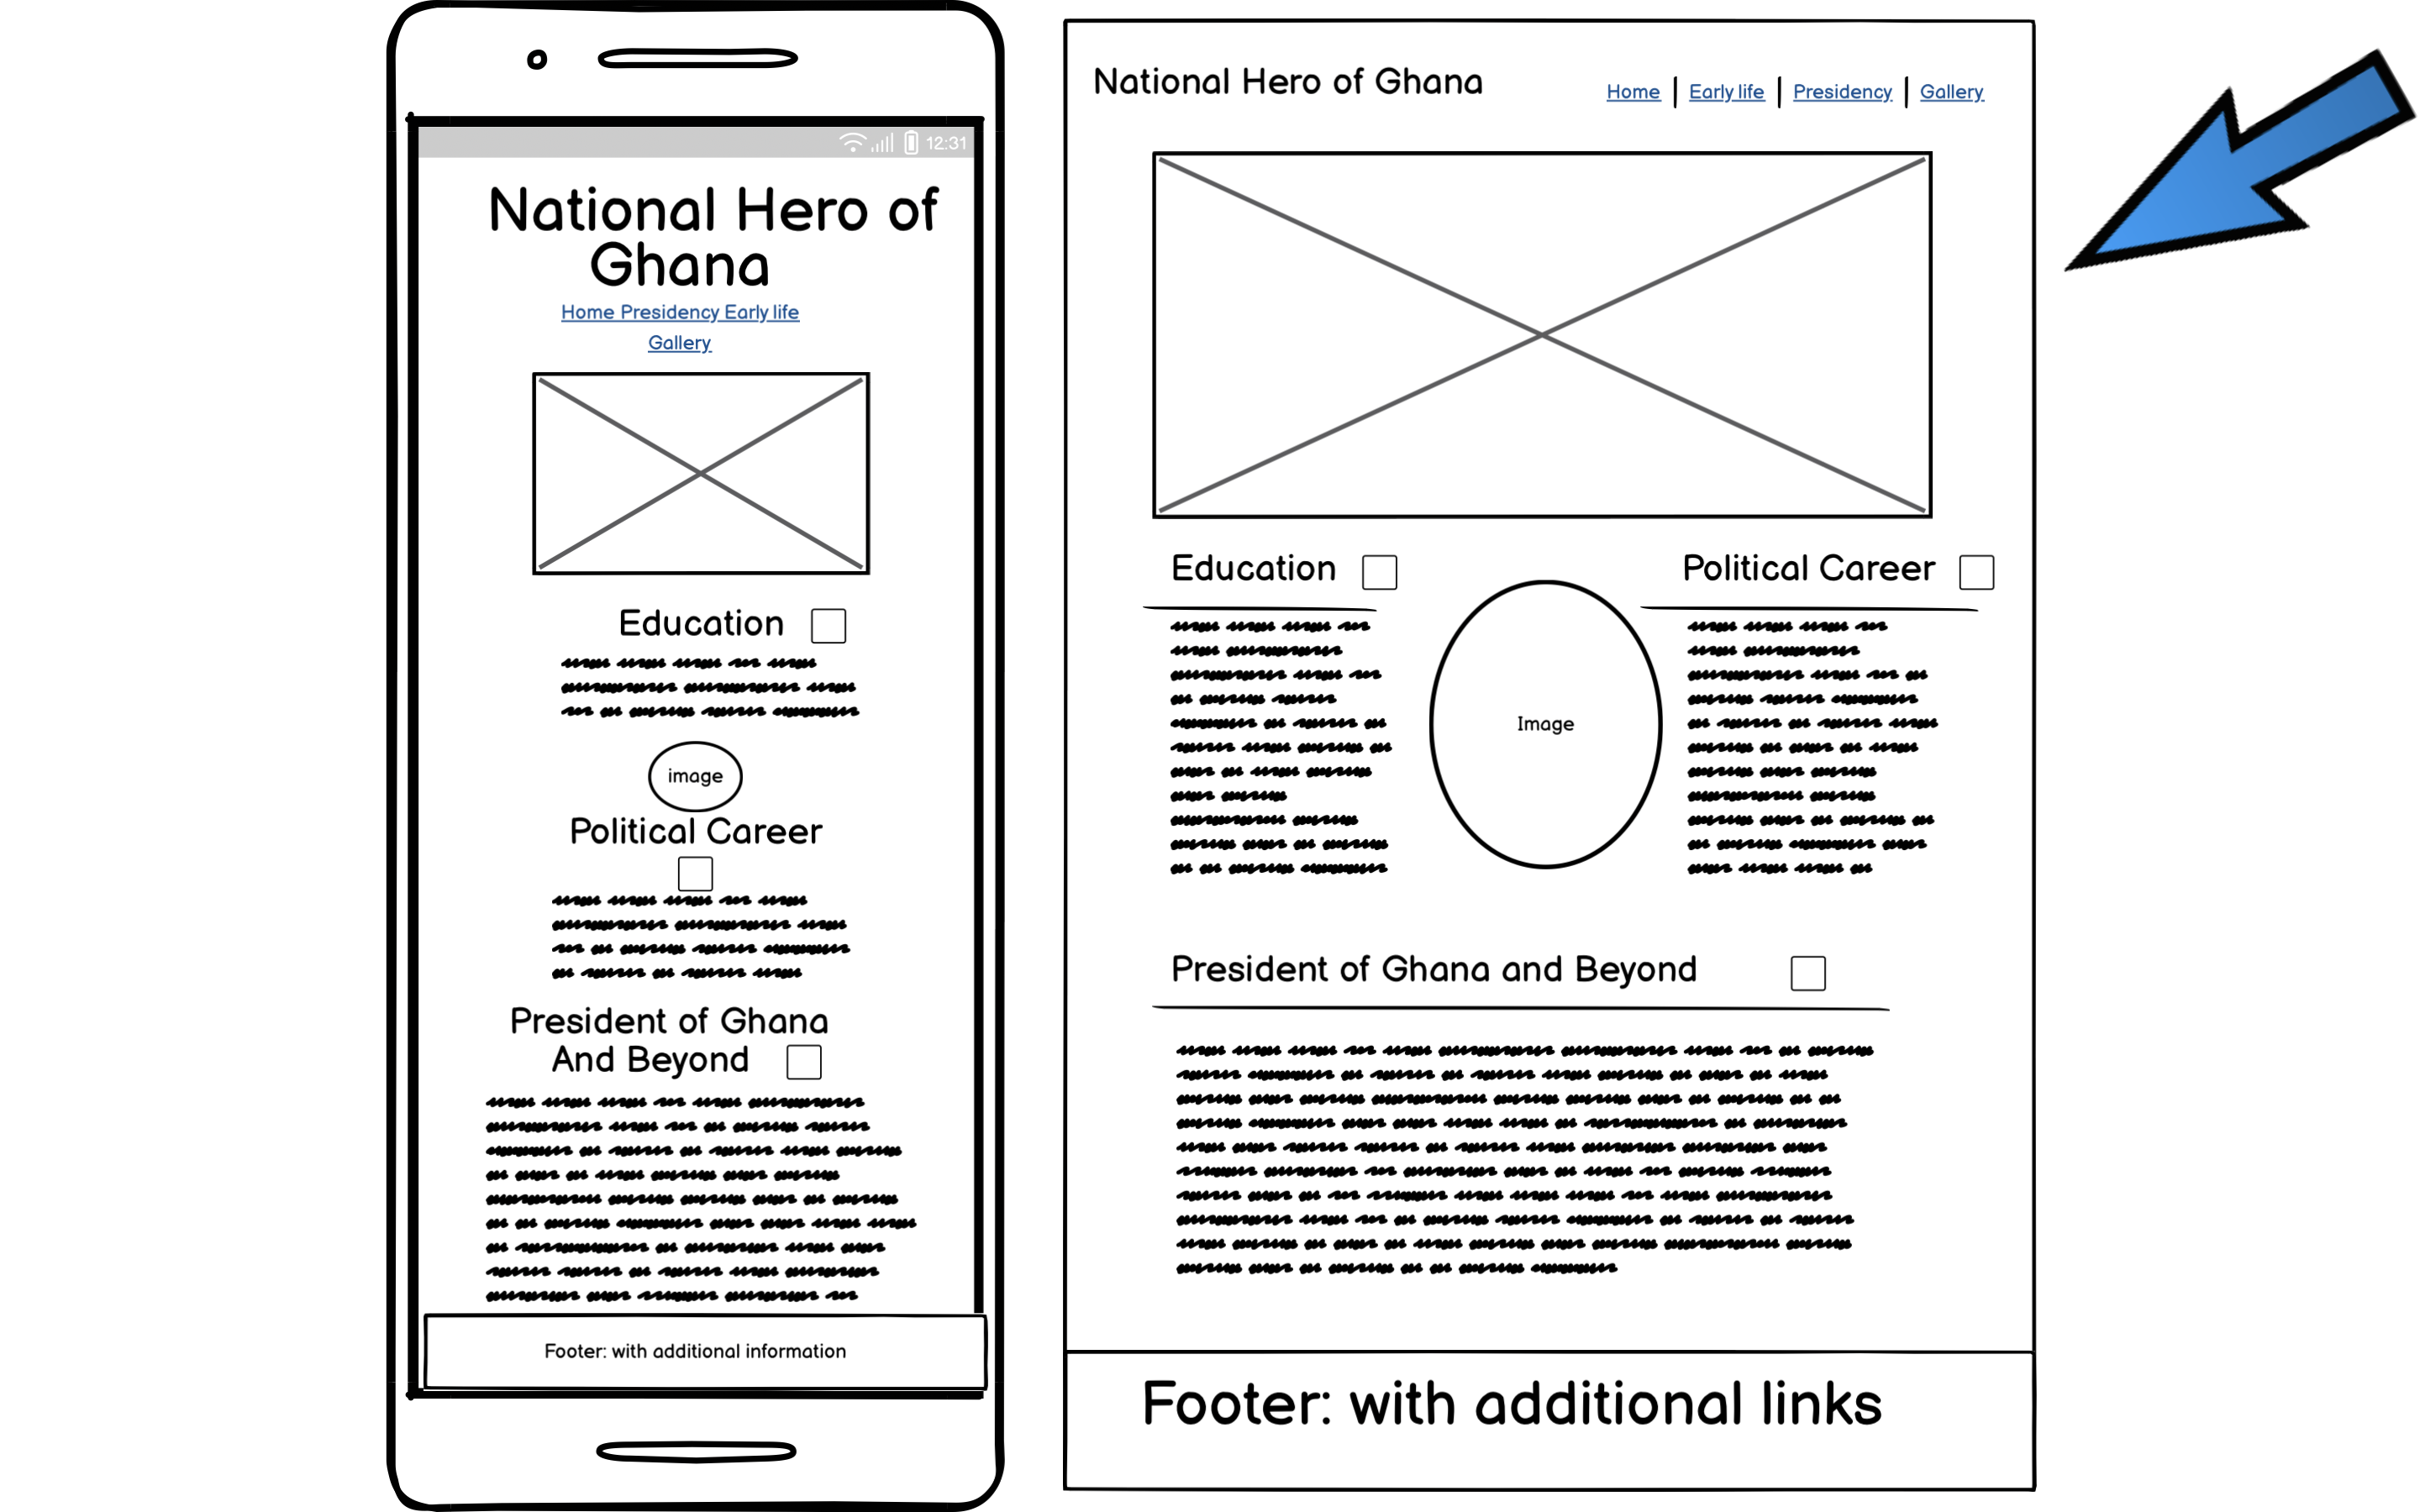 12:31
National Hero of
Ghana
Home Presidency Early life
Gallery
Education
image
Political Career
President of Ghana
And Beyond
Footer: with additional information
National Hero of Ghana
Home | Early life | Presidency | Gallery
Education
Political Career
Image
President of Ghana and Beyond
Footer: with additional links